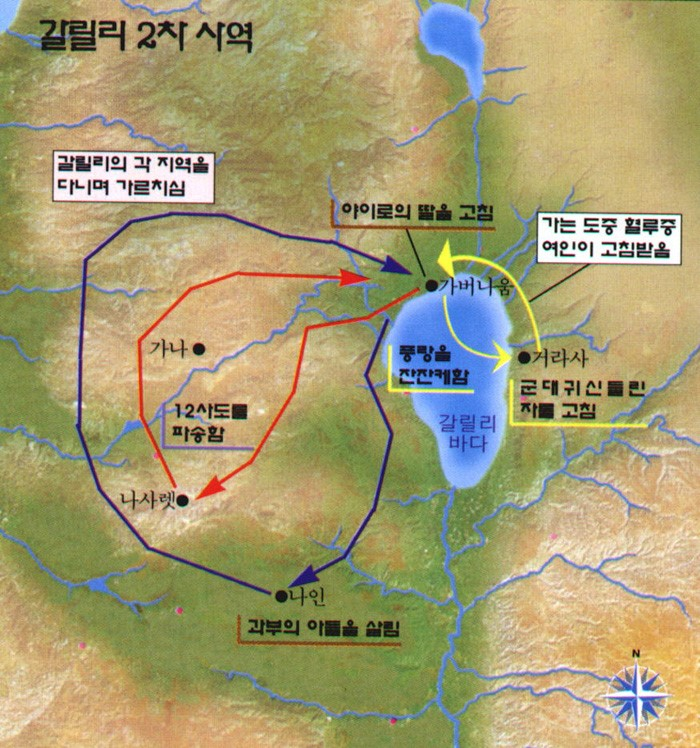 갈릴리 2차 사역
갈릴리의 각 지역을
다니며 가르치심
야이로의 딸을 고침
가는 도중 혈루증
여인이 고침받음
가버나움
가나
풍랑을
잔잔케함
거라사
군대귀신들린
자를 고침
12사도를
파송함
갈릴리
바다
나사렛
나인
과부의 아들을 살림
N